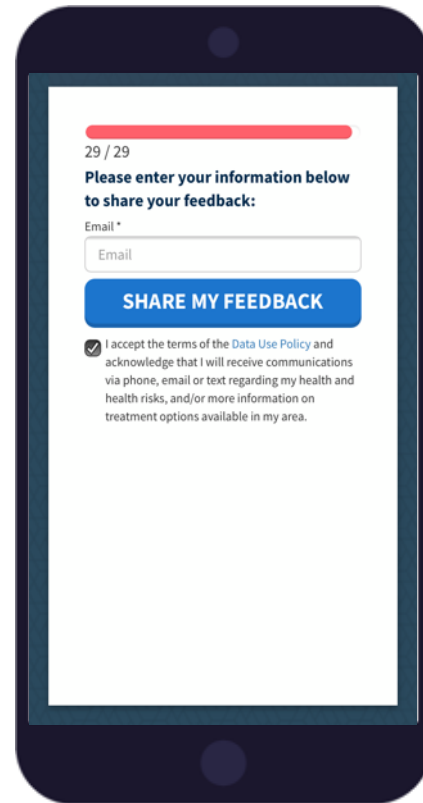 29 / 29
Please enter your information below
to share your feedback:
Email *
Email
SHARE MY FEEDBACK
I accept the terms of the Data Use Policy and
acknowledge that I will receive communications
via phone, email or text regarding my health and
health risks, and/or more information on
treatment options available in my area.